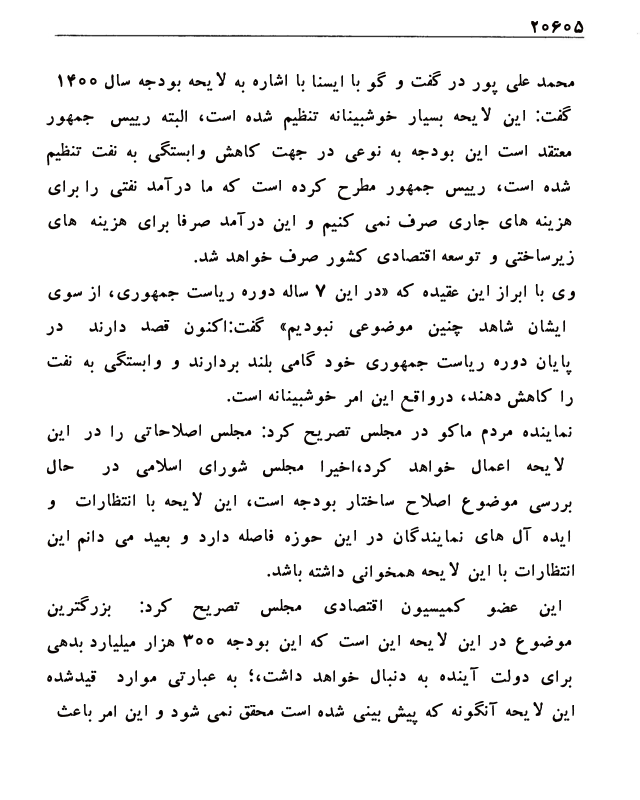 ۲۰۶۰۵
محمد علی پور در گفت و گو با ایسنا با اشاره به لایحه بودجه سال ۱۴۰۰
گفت: این لایحه بسیار خوشبینانه تنظیم شده است، البته رییس جمهور
معتقد است این بودجه به نوعی در جهت کاهش وابستگی به نفت تنظیم
شده است، رییس جمهور مطرح کرده است که ما درآمد نفتی را برای
هزینه های جاری صرف نمی کنیم و این درآمد صرفا برای هزینه های
زیرساختی و توسعه اقتصادی کشور صرف خواهد شد.
وی با ابراز این عقیده که «در این ۷ ساله دوره ریاست جمهوری، از سوی
ایشان شاهد چنین موضوعی نبودیم» گفت:اکنون قصد دارند در
پایان دوره ریاست جمهوری خود گامی بلند بردارند و وابستگی به نفت
را کاهش دهند، درواقع این امر خوشبینانه است.
نماینده مردم ماکو در مجلس تصریح کرد: مجلس اصلاحاتی را در این
لایحه اعمال خواهد کرد،اخیرا مجلس شورای اسلامی در حال
بررسی موضوع اصلاح ساختار بودجه است، این لایحه با انتظارات و
ایده آل های نمایندگان در این حوزه فاصله دارد و بعید می دانم این
انتظارات با این لایحه همخوانی داشته باشد.
این عضو کمیسیون اقتصادی مجلس تصریح کرد: بزرگترین
موضوع در این لایحه این است که این بودجه ۳۰۰ هزار میلیارد بدهی
برای دولت آینده به دنبال خواهد داشت،؛ به عبارتی موارد قیدشده
این لایحه آنگونه که پیش بینی شده است محقق نمی شود و این امر باعث